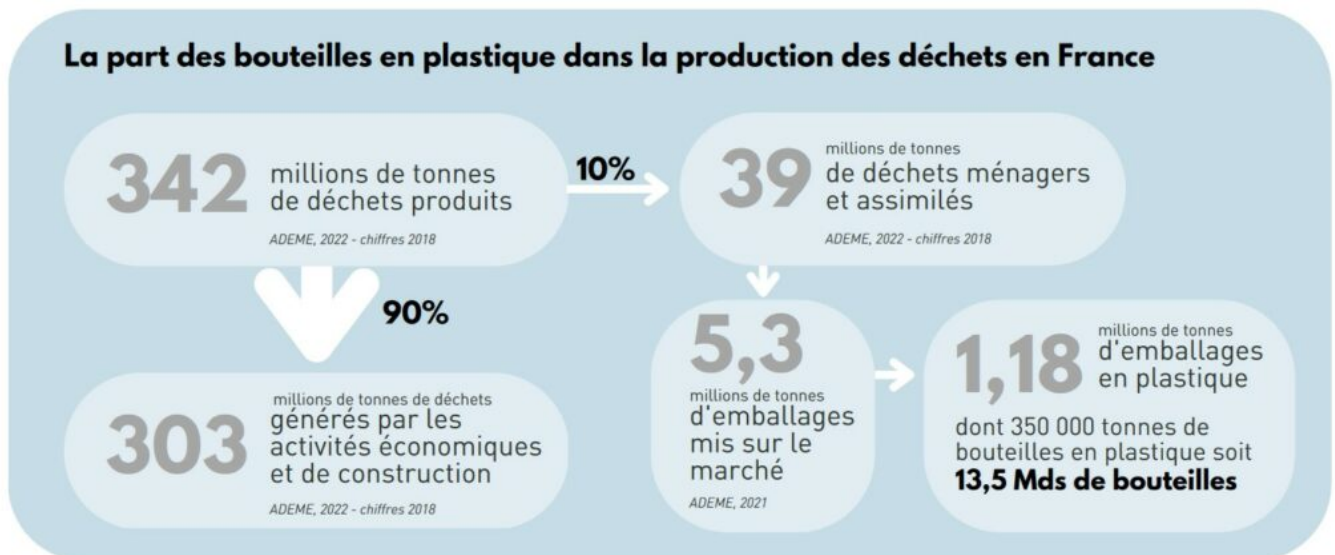 La part des bouteilles en plastique dans la production des déchets en France
342
millions de tonnes
de déchets produits
ADEME, 2022 - chiffres 2018
10%
39
millions de tonnes
de déchets ménagers
et assimilés
ADEME, 2022 - chiffres 2018
90%
303
millions de tonnes de déchets
générés par les
activités économiques
et de construction
ADEME, 2022 - chiffres 2018
5,3
millions de tonnes
d'emballages
mis sur le
marché
ADEME, 2021
1,18
millions de tonnes
d'emballages
en plastique
dont 350 000 tonnes de
bouteilles en plastique soit
13,5 Mds de bouteilles